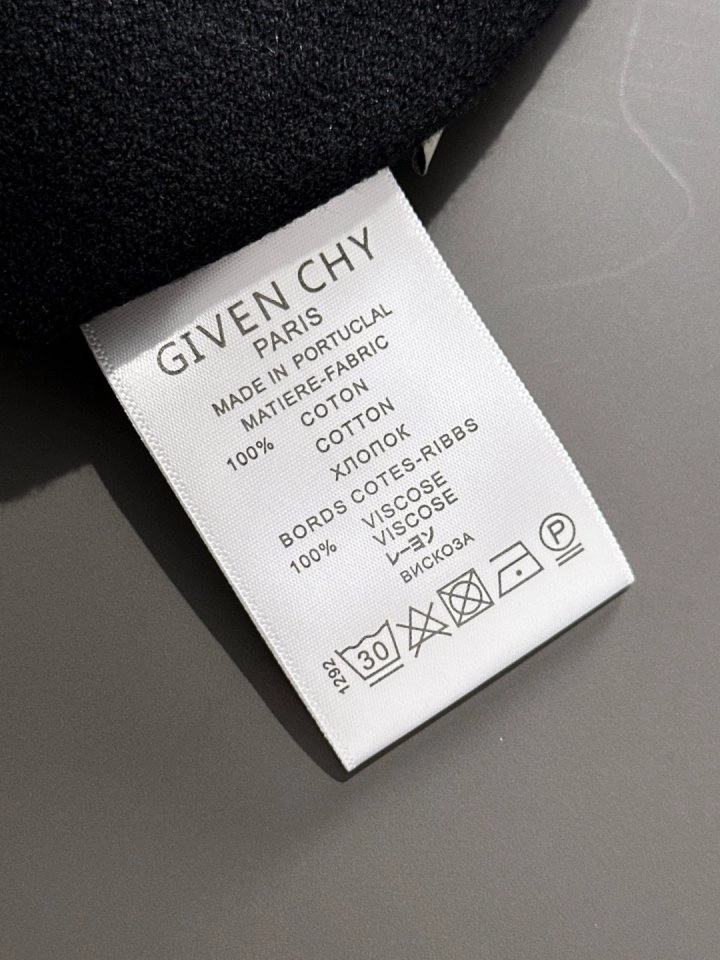 GIVEN CHY
PARIS
MADE IN PORTUCLAL
MATIERE-FABRIC
100% COTON
COTTON
ХЛОПОК
BORDS COTES-RIBBS
100% VISCOSE
VISCOSE
レーヨン
ВИСКОЗА
1292 30 P